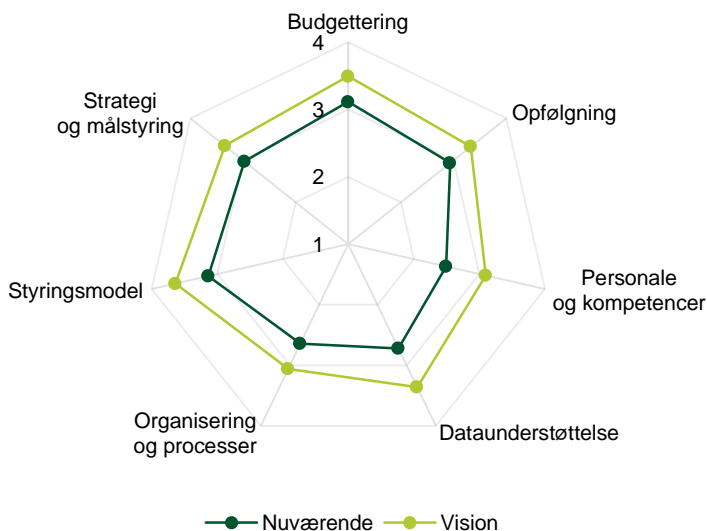 Budgettering
4
Strategi
og målstyring
Opfølgning
3
2
1
Styringsmodel
Personale
og kompetencer
Organisering
og processer
Dataunderstøttelse
Nuværende
Vision